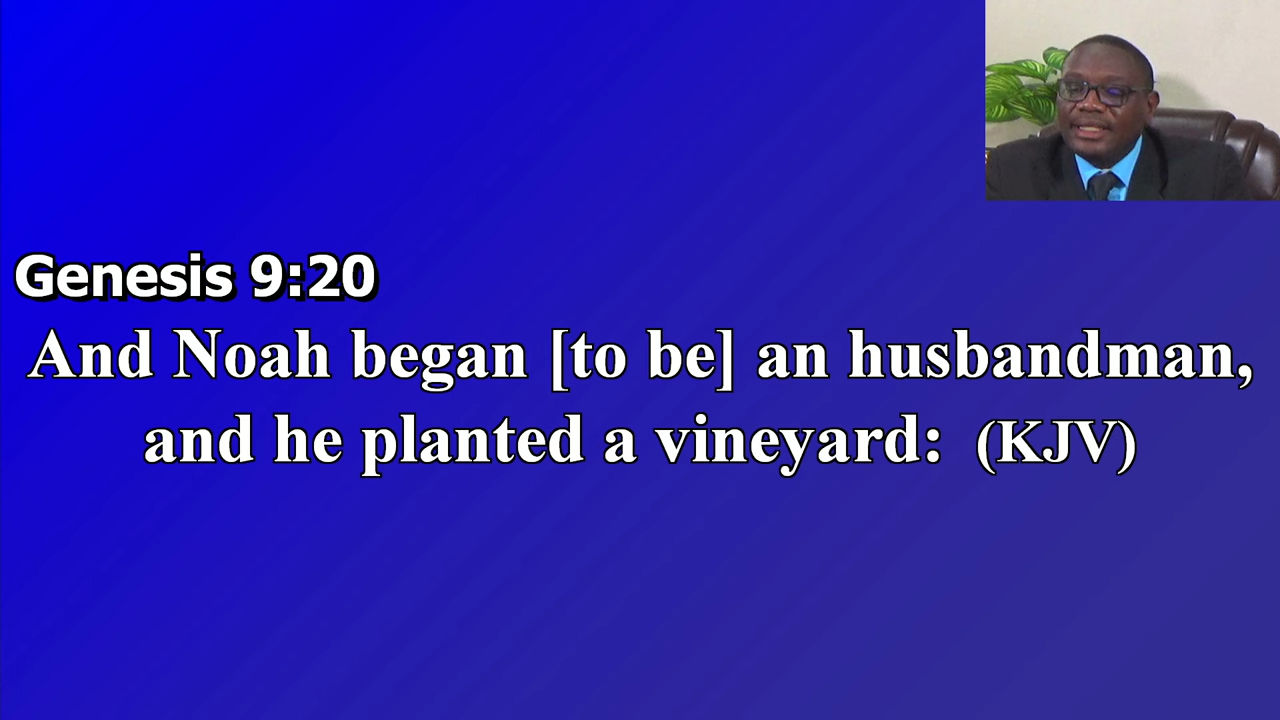 Genesis 9:20
And Noah began [to be] an husbandman,
and he planted a vineyard: (KJV)